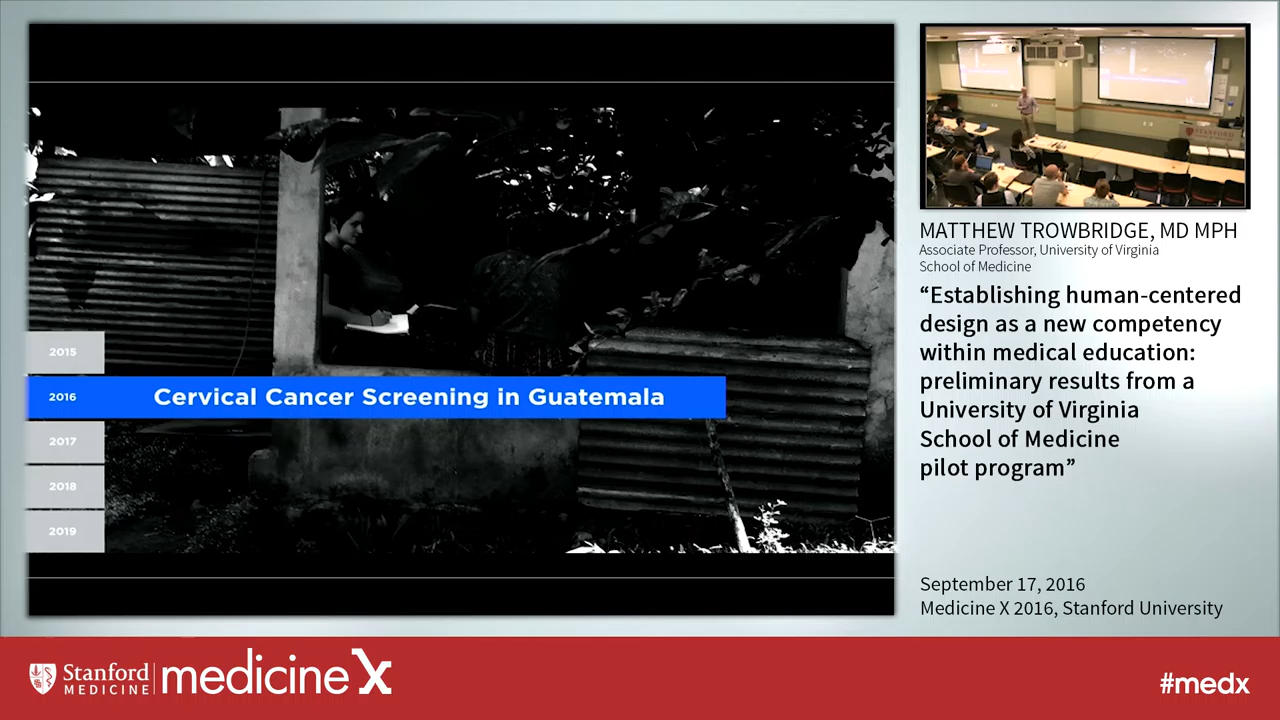 2015
2016 Cervical Cancer Screening in Guatemala
2017
2018
2019
STANFORD
MATTHEW TROWBRIDGE, MD MPH
Associate Professor, University of Virginia
School of Medicine
“Establishing human-centered
design as a new competency
within medical education:
preliminary results from a
University of Virginia
School of Medicine
pilot program”
September 17, 2016
Medicine X 2016, Stanford University
Stanford
MEDICINE
medicine X
#medx